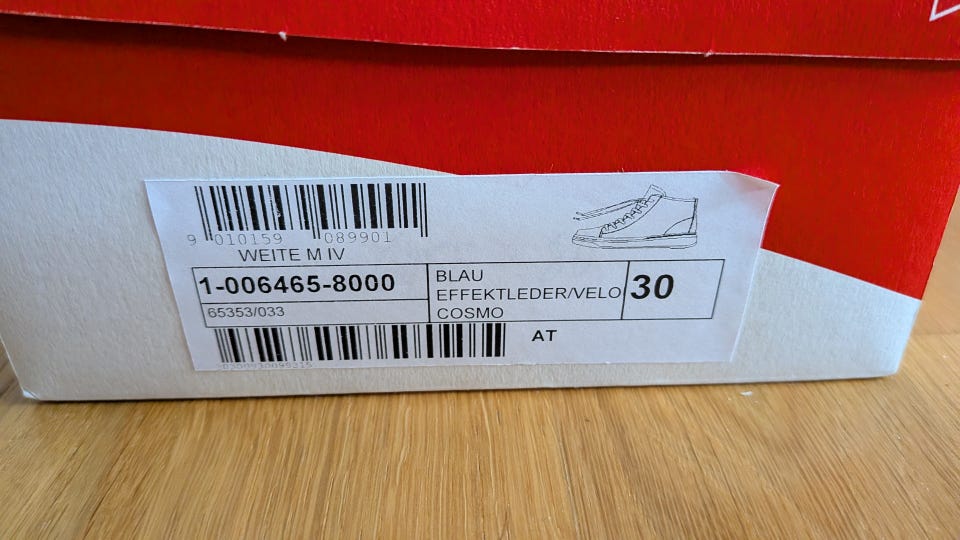 9 010159 089901
WEITE M IV
1-006465-8000
65353/033
BLAU
EFFEKTLEDER/VELO
COSMO
30
AT